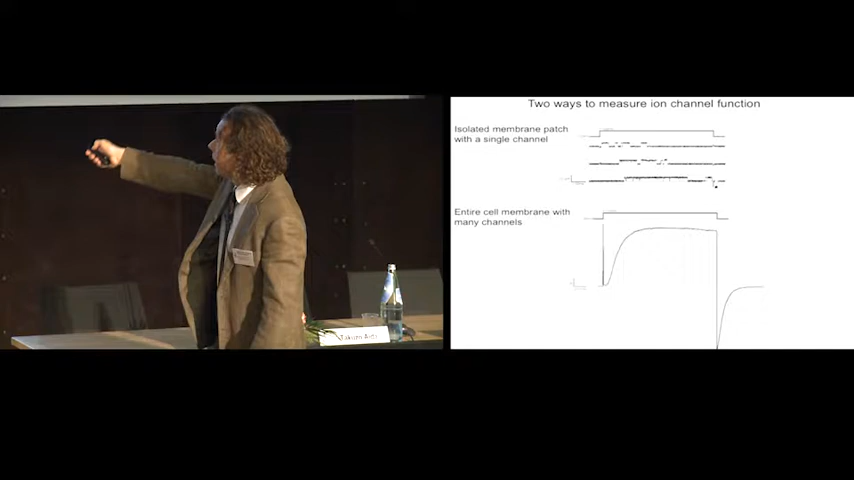 Two ways to measure ion channel function
Isolated membrane patch
with a single channel
Entire cell membrane with
many channels